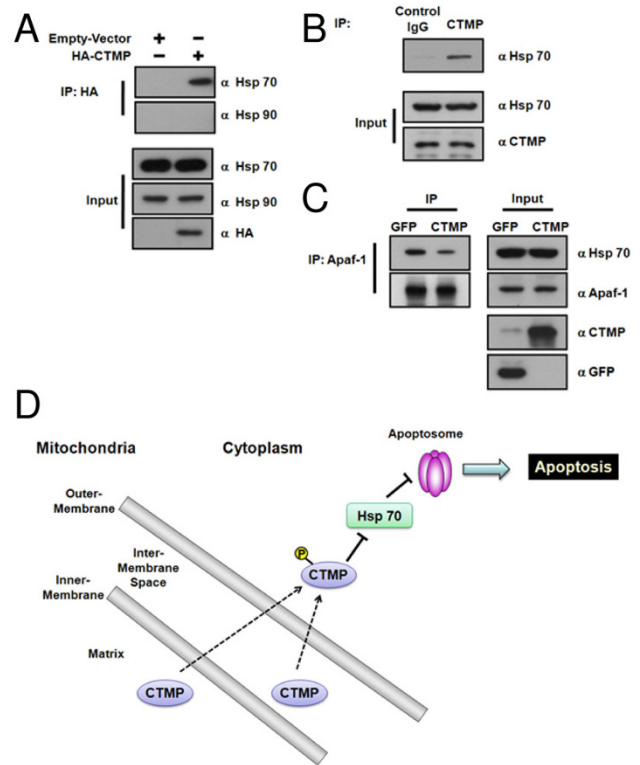 A
Empty-Vector + −
HA-CTMP − +
IP: HA
α Hsp 70
α Hsp 90
Input
α Hsp 70
α Hsp 90
α HA
B
IP: Control IgG CTMP
α Hsp 70
Input
α Hsp 70
α CTMP
C
IP Input
GFP CTMP GFP CTMP
IP: Apaf-1
α Hsp 70
α Apaf-1
α CTMP
α GFP
D
Mitochondria Cytoplasm
Apoptosome
Apoptosis
Outer-
Membrane
Hsp 70
P
Inter-
Membrane
Space
CTMP
Inner-
Membrane
Matrix
CTMP CTMP